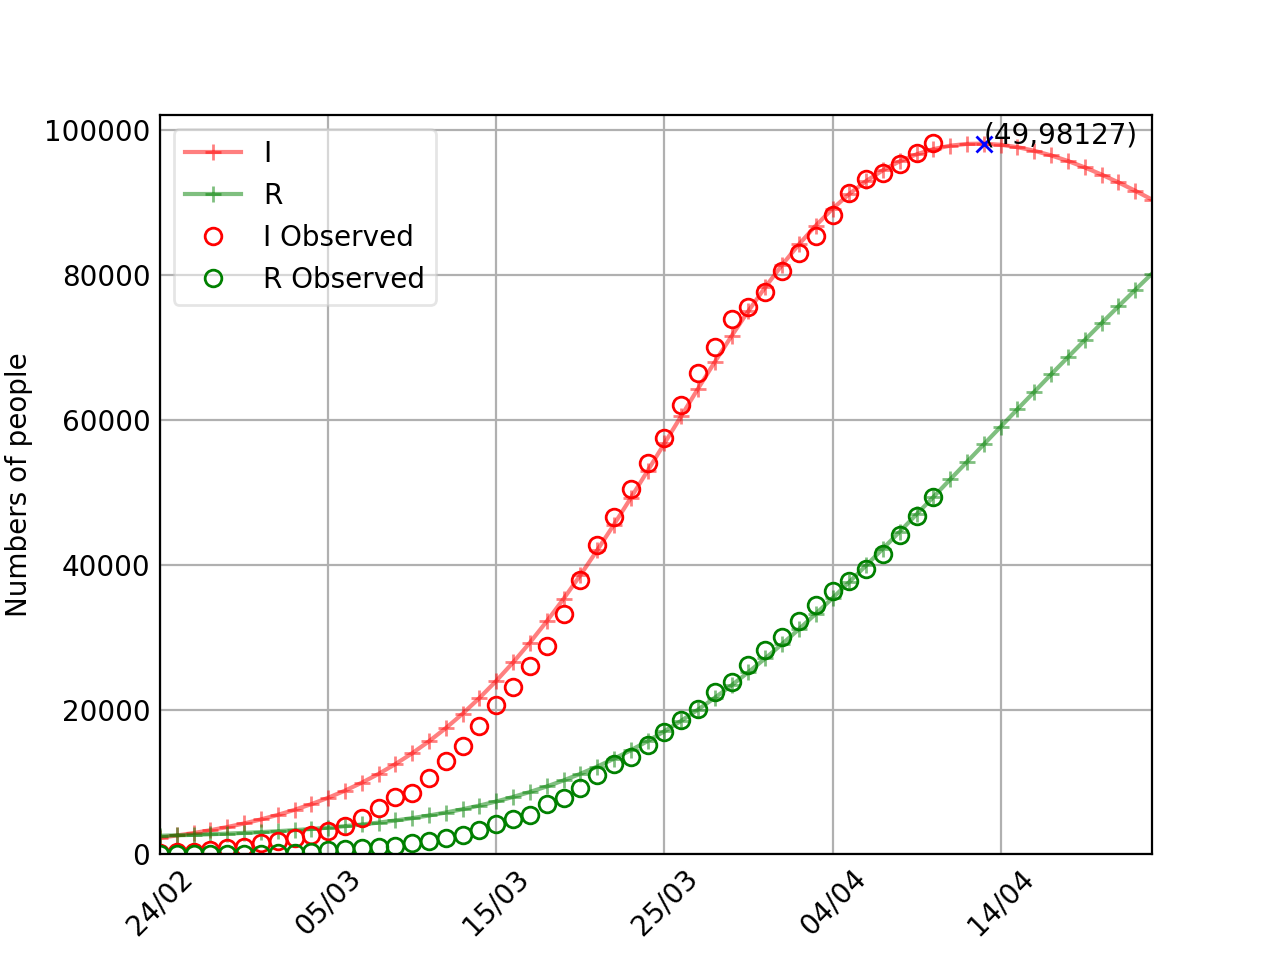 (49,98127)
I
R
I Observed
R Observed
Numbers of people
100000
80000
60000
40000
20000
0
24/02
05/03
15/03
25/03
04/04
14/04